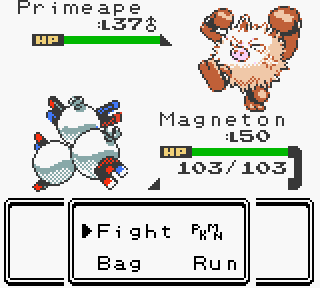 Primeape
:L37♂
HP
Magneton
:L50
HP
103/103
▶Fight PKMN
Bag Run